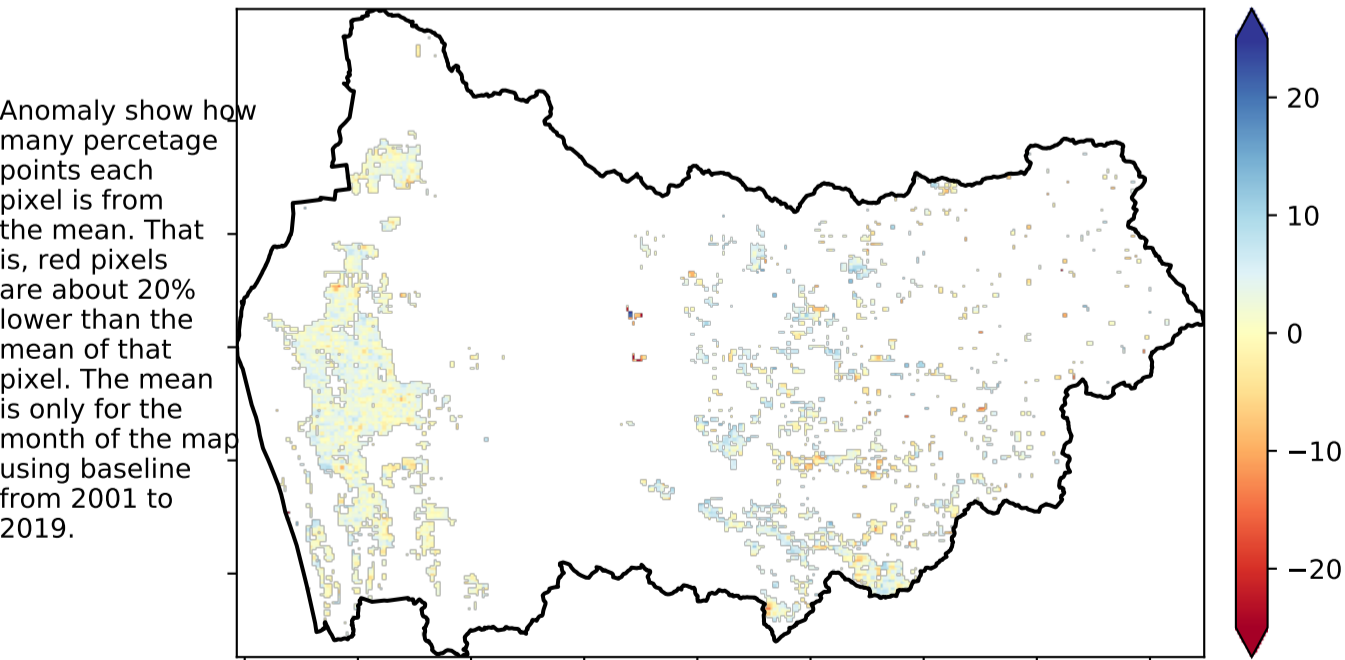 Anomaly show how
many percetage
points each
pixel is from
the mean. That
is, red pixels
are about 20%
lower than the
mean of that
pixel. The mean
is only for the
month of the map
using baseline
from 2001 to
2019.
20
10
0
−10
−20